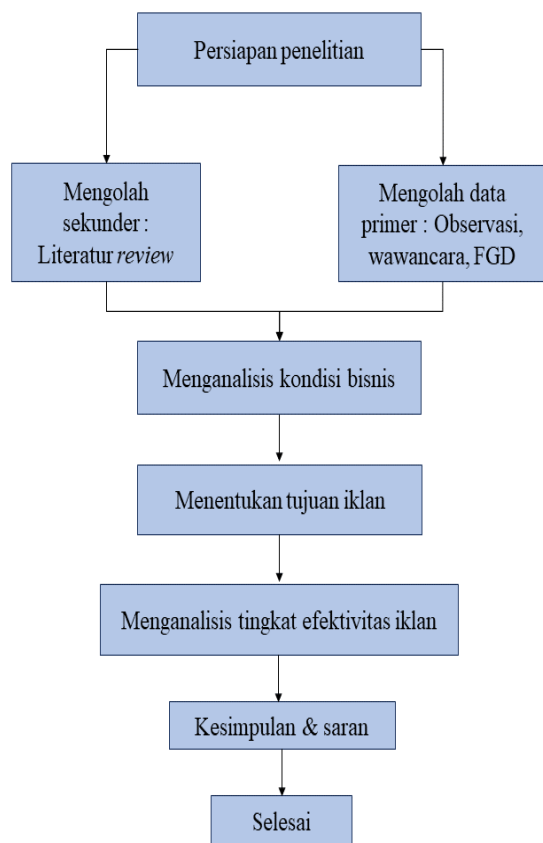 Persiapan penelitian
Mengolah
sekunder :
Literatur review
Mengolah data
primer : Observasi,
wawancara, FGD
Menganalisis kondisi bisnis
Menentukan tujuan iklan
Menganalisis tingkat efektivitas iklan
Kesimpulan & saran
Selesai